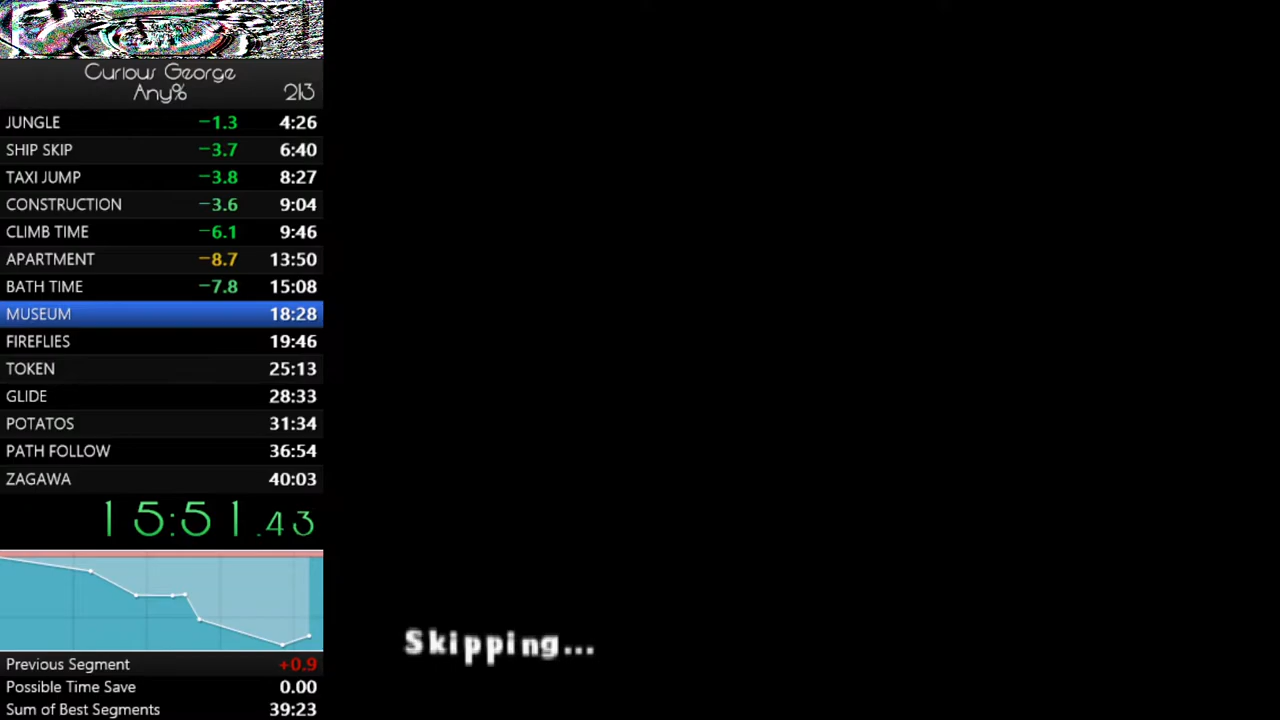 Curious George
Any% 213
JUNGLE −1.3 4:26
SHIP SKIP −3.7 6:40
TAXI JUMP −3.8 8:27
CONSTRUCTION −3.6 9:04
CLIMB TIME −6.1 9:46
APARTMENT −8.7 13:50
BATH TIME −7.8 15:08
MUSEUM 18:28
FIREFLIES 19:46
TOKEN 25:13
GLIDE 28:33
POTATOS 31:34
PATH FOLLOW 36:54
ZAGAWA 40:03
15:51.43
Skipping...
Previous Segment +0.9
Possible Time Save 0.00
Sum of Best Segments 39:23